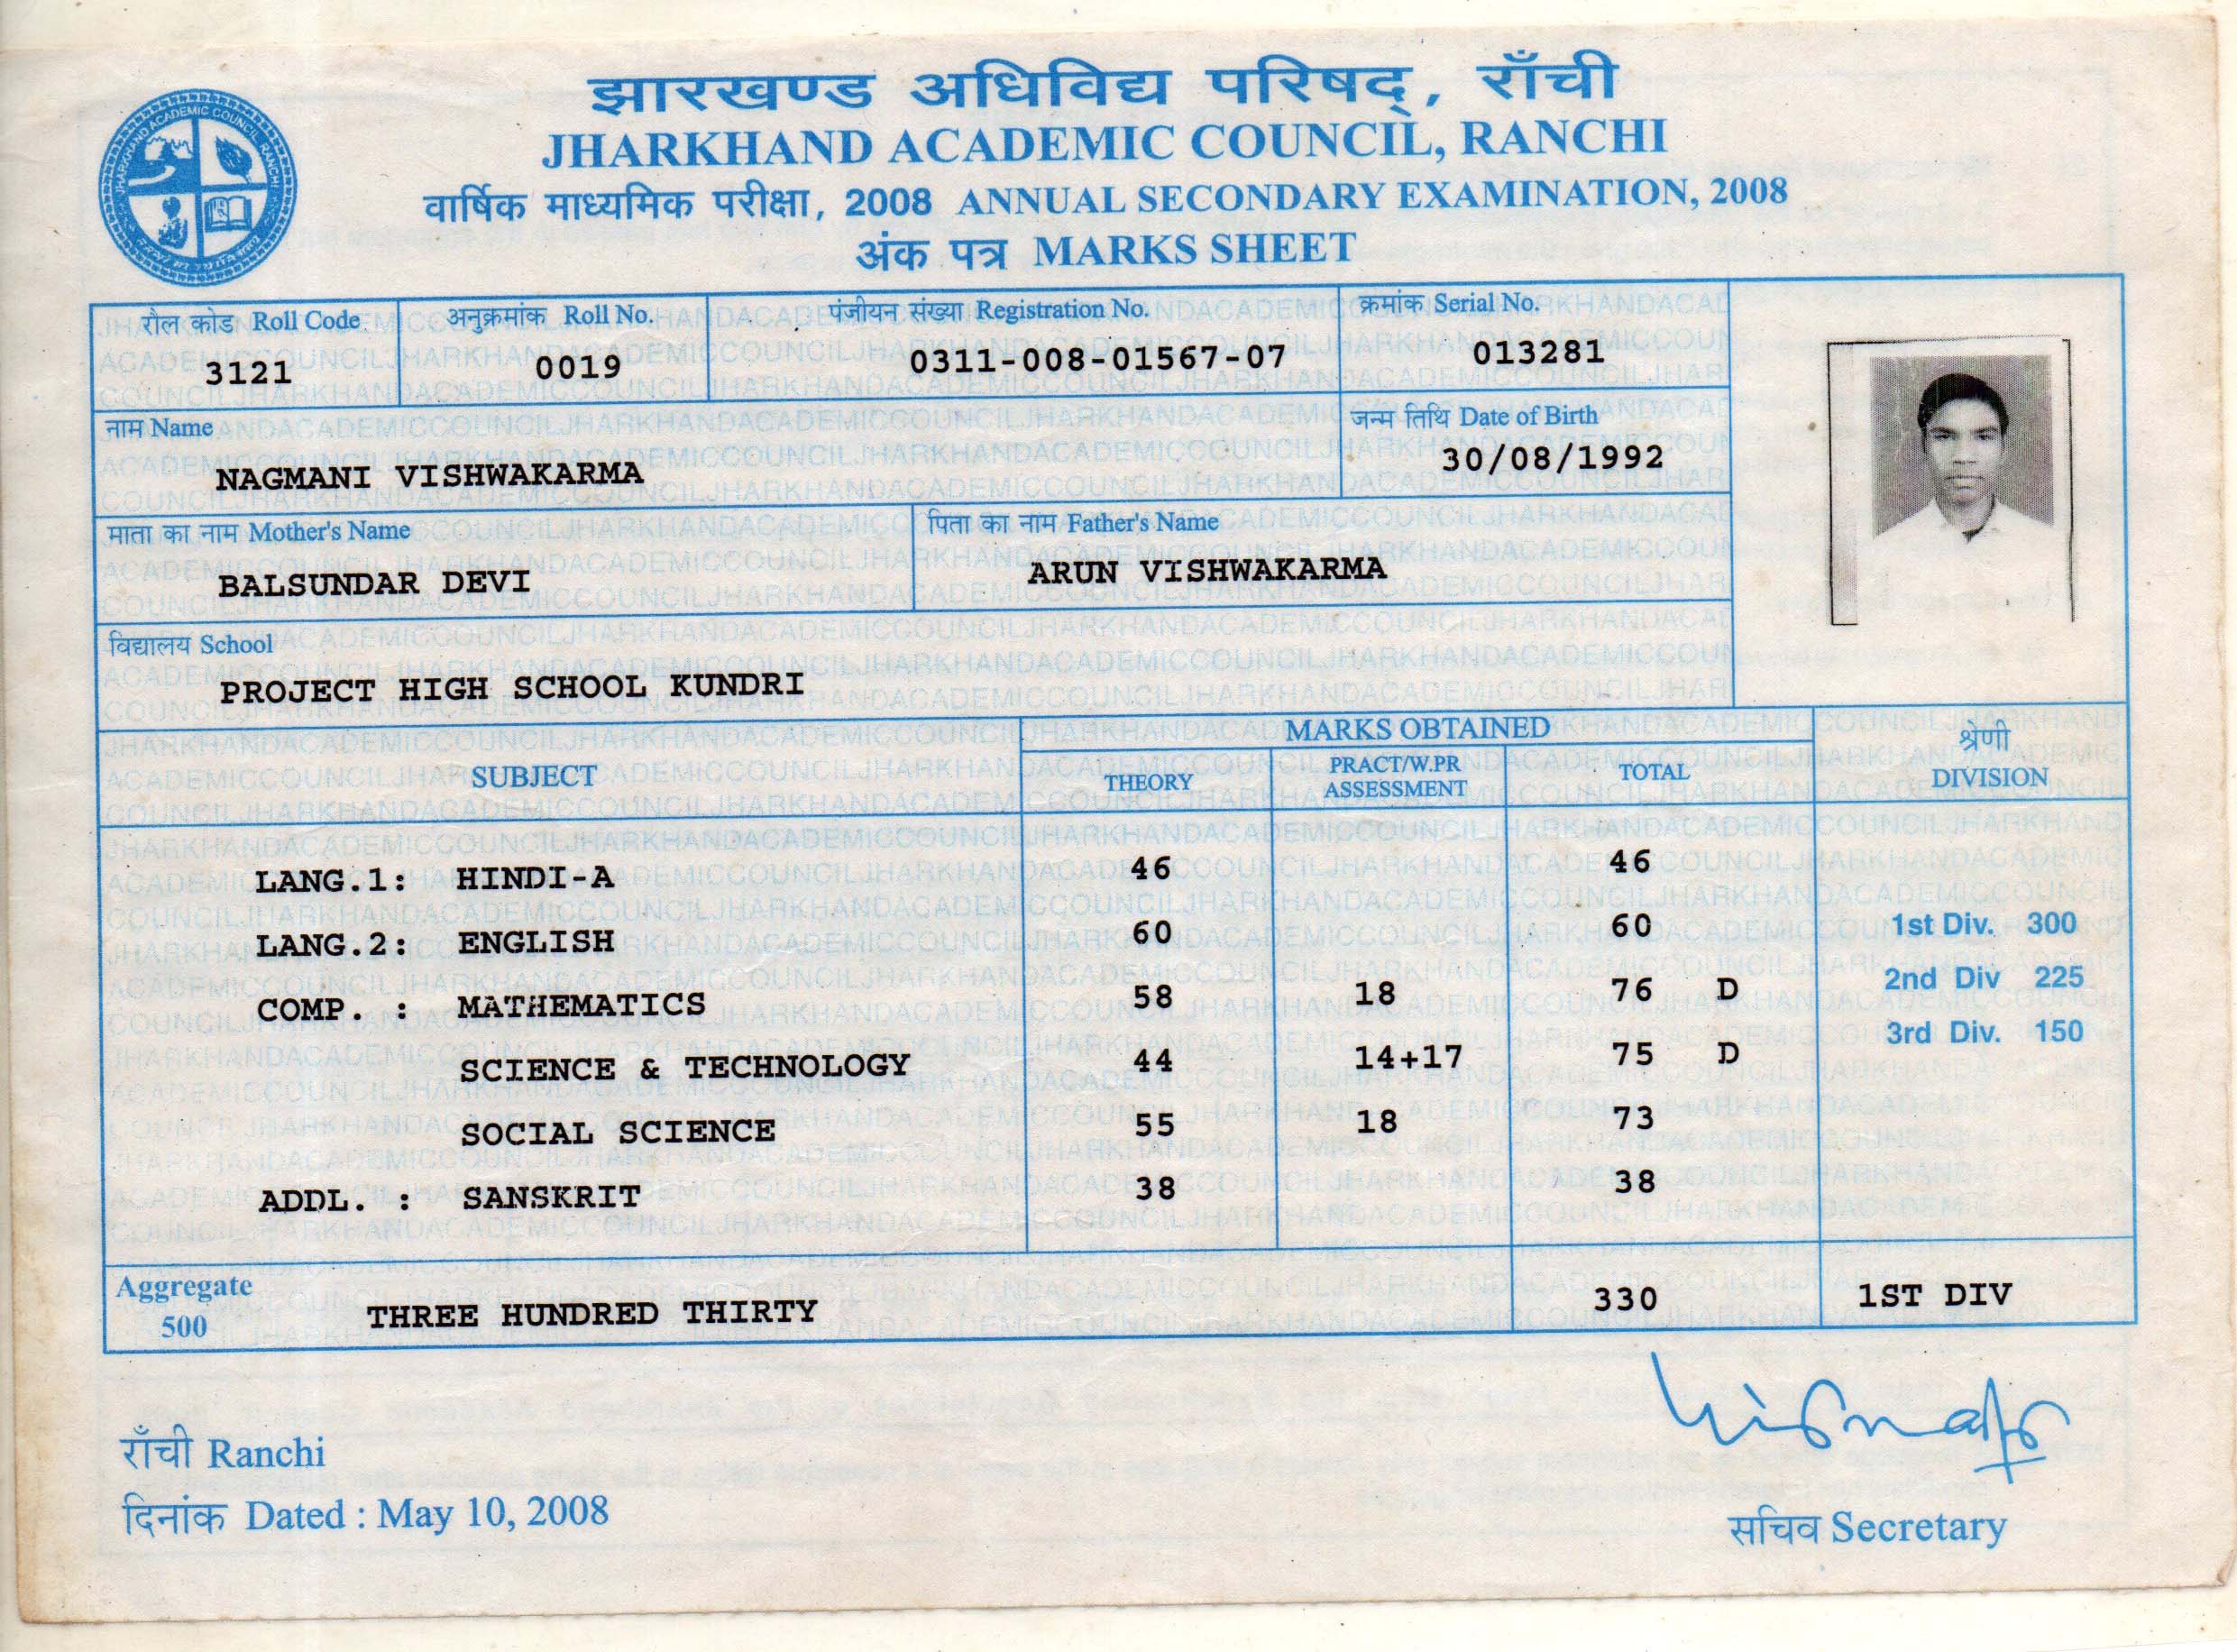 झारखण्ड अधिविद्य परिषद्, राँची
JHARKHAND ACADEMIC COUNCIL, RANCHI
वार्षिक माध्यमिक परीक्षा, 2008 ANNUAL SECONDARY EXAMINATION, 2008
अंक पत्र MARKS SHEET
JHARKHAND ACADEMIC COUNCIL RANCHI
रौल कोड Roll Code अनुक्रमांक Roll No. पंजीयन संख्या Registration No. क्रमांक Serial No.
3121 0019 0311-008-01567-07 013281
नाम Name जन्म तिथि Date of Birth
NAGMANI VISHWAKARMA 30/08/1992
माता का नाम Mother's Name पिता का नाम Father's Name
BALSUNDAR DEVI ARUN VISHWAKARMA
विद्यालय School
PROJECT HIGH SCHOOL KUNDRI
MARKS OBTAINED श्रेणी
SUBJECT THEORY PRACT/W.PR ASSESSMENT TOTAL DIVISION
LANG.1: HINDI-A 46 46
LANG.2: ENGLISH 60 60 1st Div. 300
COMP. : MATHEMATICS 58 18 76 D 2nd Div 225
SCIENCE & TECHNOLOGY 44 14+17 75 D 3rd Div. 150
SOCIAL SCIENCE 55 18 73
ADDL. : SANSKRIT 38 38
Aggregate
500 THREE HUNDRED THIRTY 330 1ST DIV
राँची Ranchi
दिनांक Dated : May 10, 2008
सचिव Secretary